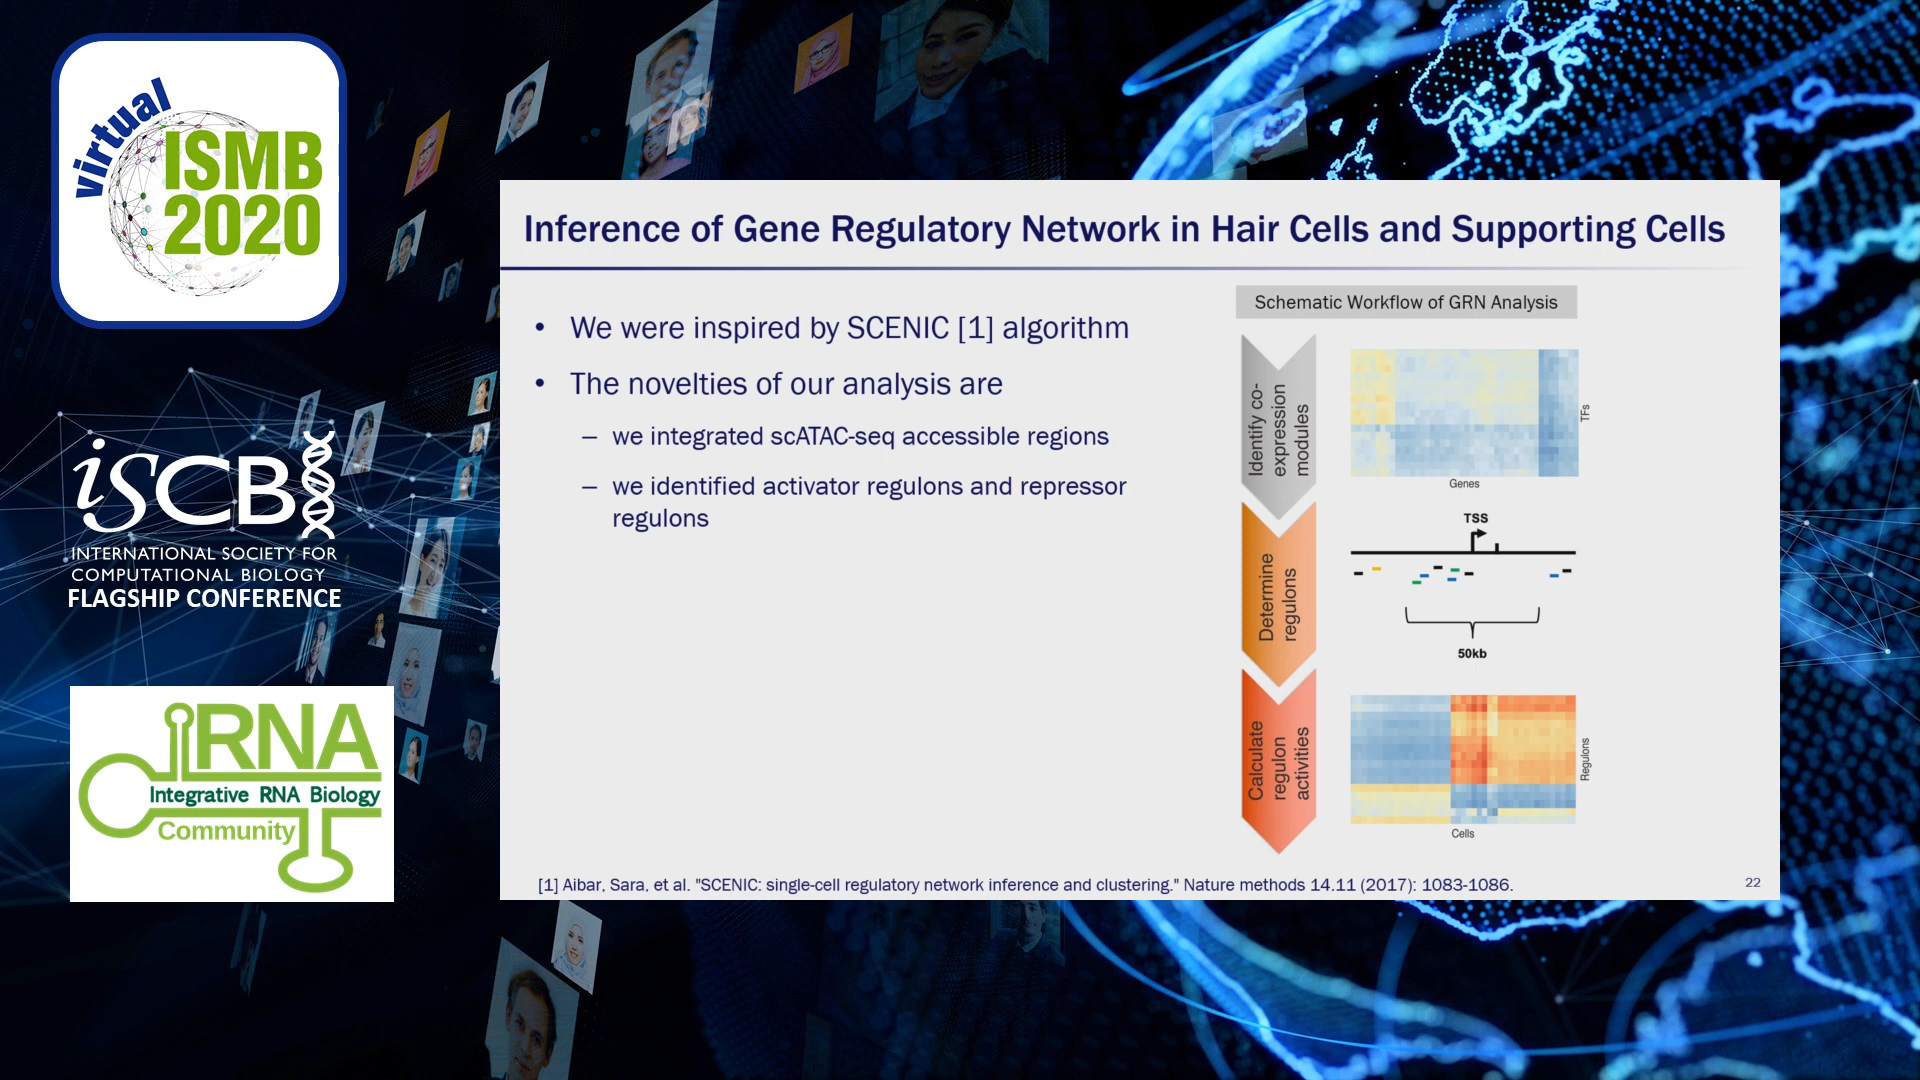 virtual
ISMB
2020
iSCB
INTERNATIONAL SOCIETY FOR
COMPUTATIONAL BIOLOGY
FLAGSHIP CONFERENCE
iRNA
Integrative RNA Biology
Community
Inference of Gene Regulatory Network in Hair Cells and Supporting Cells
• We were inspired by SCENIC [1] algorithm
• The novelties of our analysis are
– we integrated scATAC-seq accessible regions
– we identified activator regulons and repressor
regulons
Schematic Workflow of GRN Analysis
Identify co-
expression
modules
TFs
Genes
Determine
regulons
TSS
50kb
Calculate
regulon
activities
Regulons
Cells
[1] Aibar, Sara, et al. "SCENIC: single-cell regulatory network inference and clustering." Nature methods 14.11 (2017): 1083-1086.
22